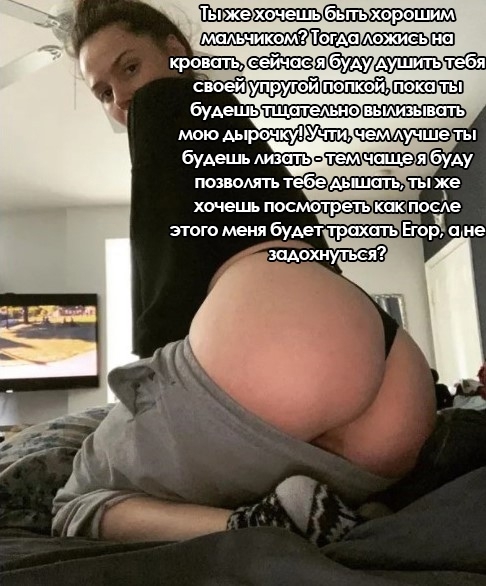 Ты же хочешь быть хорошим
мальчиком? Тогда ложись на
кровать, сейчас я буду душить тебя
своей упругой попкой, пока ты
будешь тщательно вылизывать
мою дырочку! Учти, чем лучше ты
будешь лизать - тем чаще я буду
позволять тебе дышать, ты же
хочешь посмотреть как после
этого меня будет трахать Егор, а не
задохнуться?